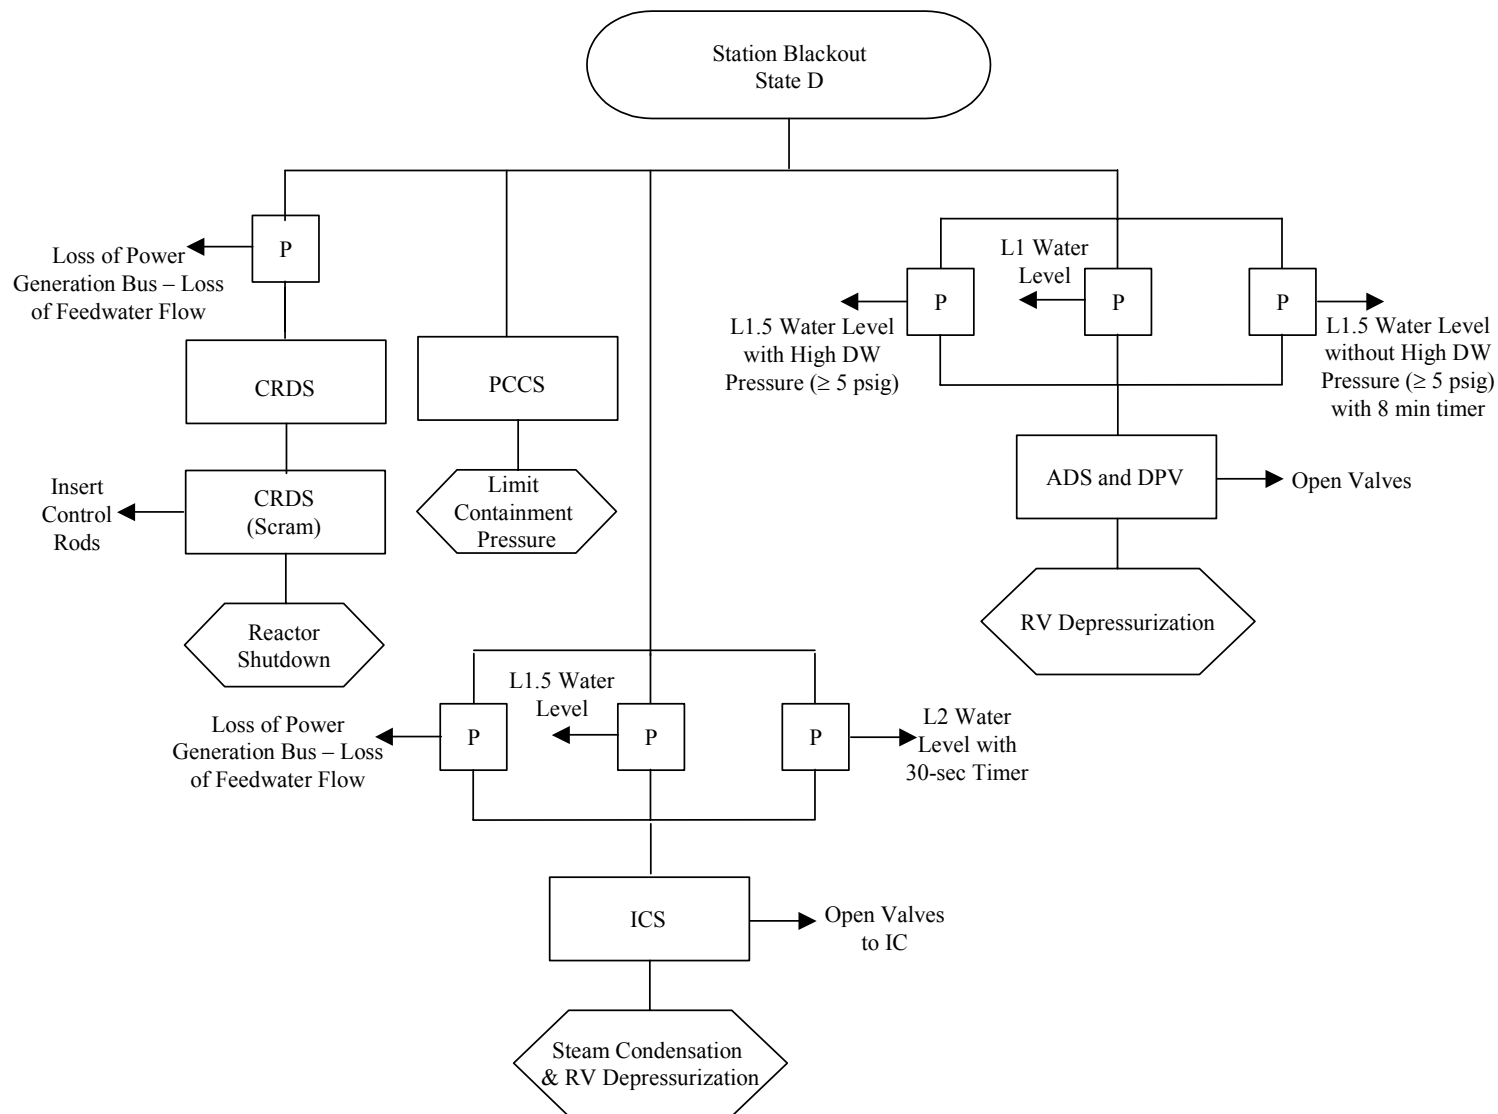 Station Blackout
State D
P
Loss of Power
Generation Bus – Loss
of Feedwater Flow
CRDS
Insert
Control
Rods
CRDS
(Scram)
Reactor
Shutdown
PCCS
Limit
Containment
Pressure
Loss of Power
Generation Bus – Loss
of Feedwater Flow
P
L1.5 Water
Level
P
P
L2 Water
Level with
30-sec Timer
ICS
Open Valves
to IC
Steam Condensation
& RV Depressurization
L1.5 Water Level
with High DW
Pressure (≥ 5 psig)
P
L1 Water
Level
P
P
L1.5 Water Level
without High DW
Pressure (≥ 5 psig)
with 8 min timer
ADS and DPV
Open Valves
RV Depressurization